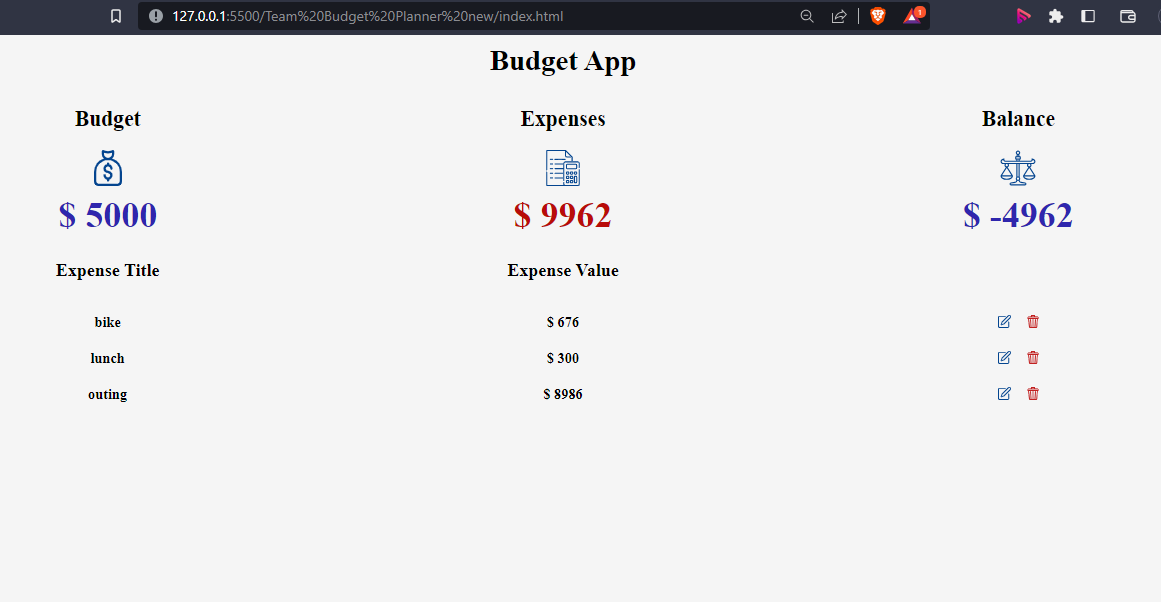 127.0.0.1:5500/Team%20Budget%20Planner%20new/index.html
1
Budget App
Budget Expenses Balance
$
$ 5000 $ 9962 $ -4962
Expense Title Expense Value
bike $ 676
lunch $ 300
outing $ 8986